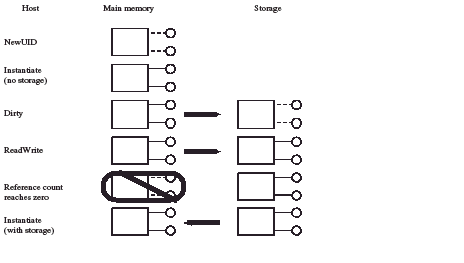 Host Main memory Storage
NewUID
Instantiate
(no storage)
Dirty
ReadWrite
Reference count
reaches zero
Instantiate
(with storage)